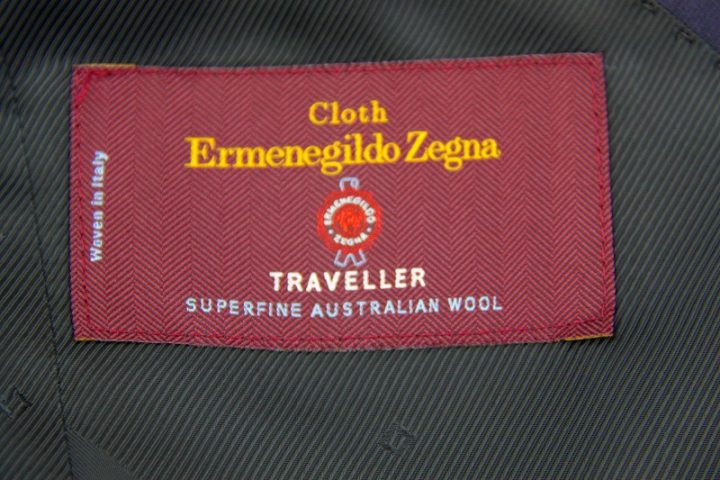 Cloth
Ermenegildo Zegna
Woven in Italy
ERMENEGILDO
ZEGNA
TRAVELLER
SUPERFINE AUSTRALIAN WOOL